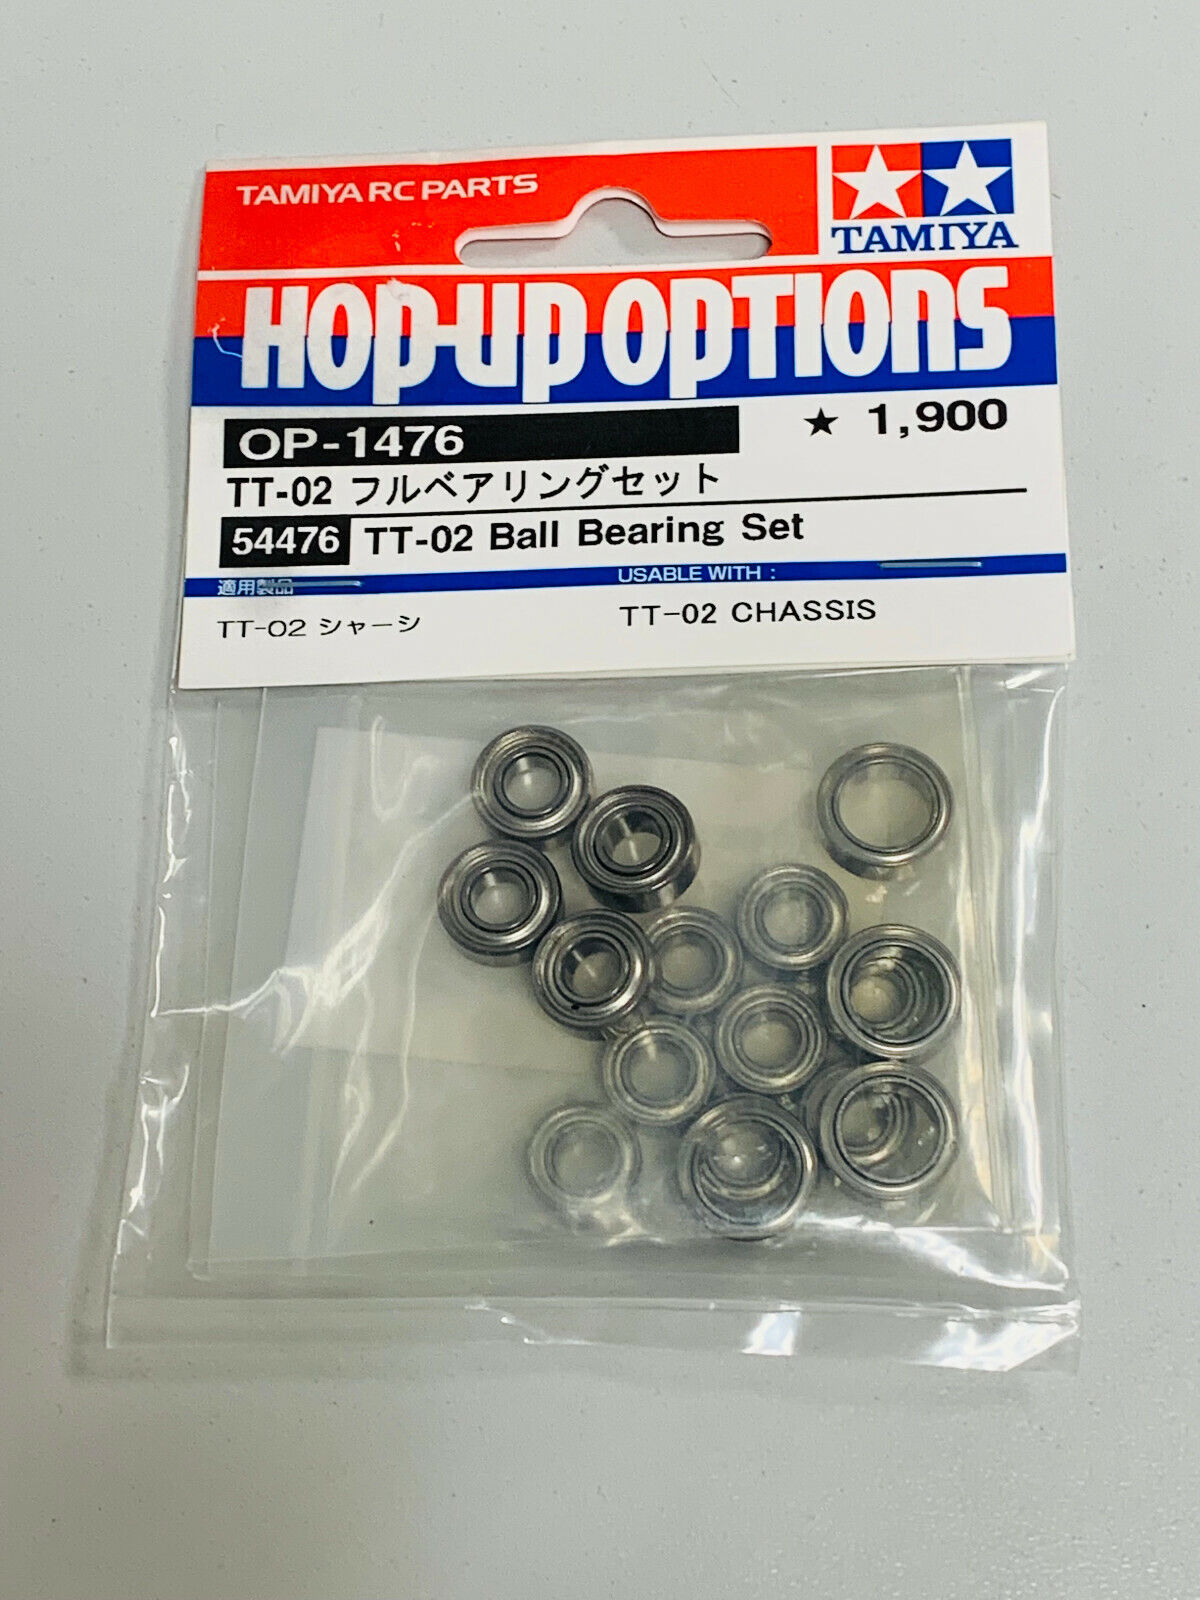 TAMIYA RC PARTS
TAMIYA
HOP-UP OPTIONS
OP-1476
★ 1,900
TT-02 フルベアリングセット
54476 TT-02 Ball Bearing Set
適用製品
USABLE WITH :
TT-02 シャーシ
TT-02 CHASSIS